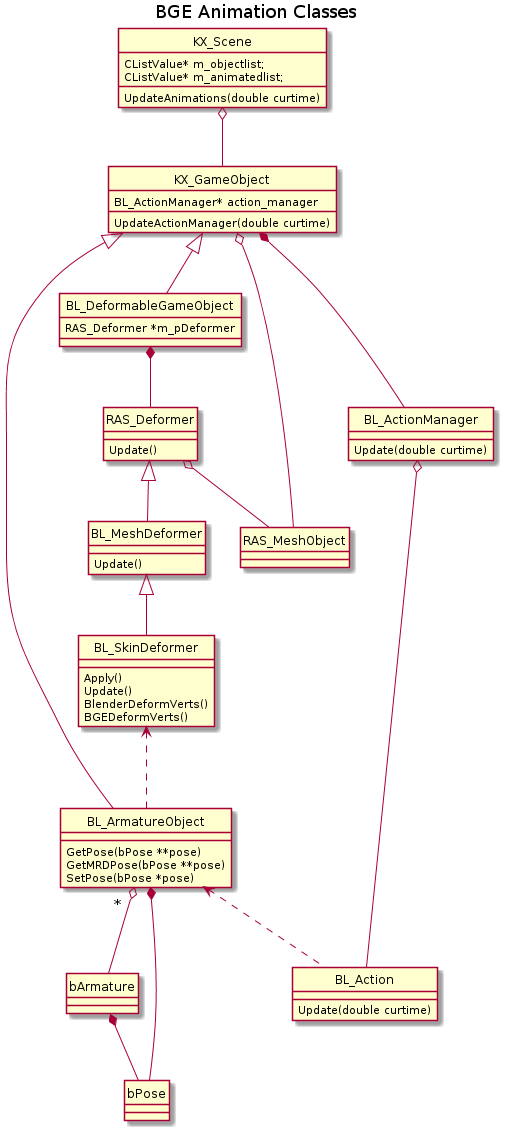 BGE Animation Classes
KX_Scene
CListValue* m_objectlist;
CListValue* m_animatedlist;
UpdateAnimations(double curtime)
KX_GameObject
BL_ActionManager* action_manager
UpdateActionManager(double curtime)
BL_DeformableGameObject
RAS_Deformer *m_pDeformer
RAS_Deformer
Update()
BL_ActionManager
Update(double curtime)
BL_MeshDeformer
Update()
RAS_MeshObject
BL_SkinDeformer
Apply()
Update()
BlenderDeformVerts()
BGEDeformVerts()
BL_ArmatureObject
GetPose(bPose **pose)
GetMRDPose(bPose **pose)
SetPose(bPose *pose)
*
bArmature
BL_Action
Update(double curtime)
bPose